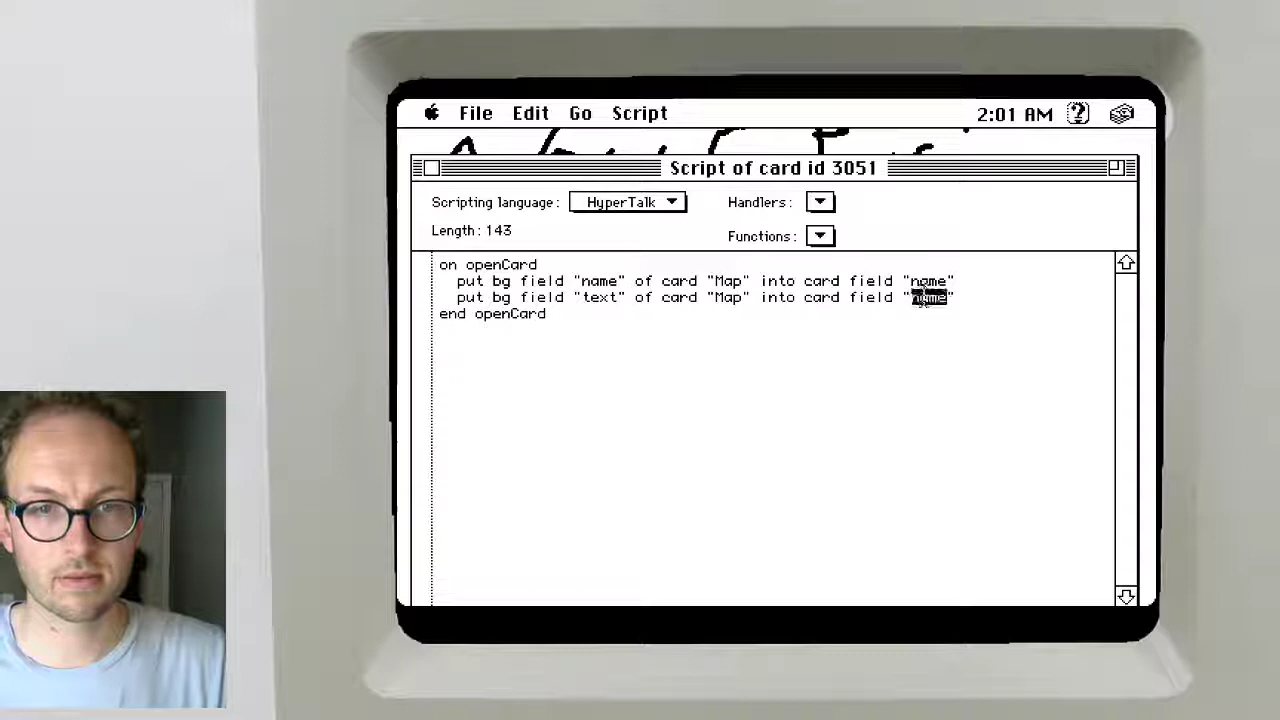 File Edit Go Script 2:01 AM
Script of card id 3051
Scripting language: HyperTalk Handlers:
Length: 143
Functions:
on openCard
put bg field "name" of card "Map" into card field "name"
put bg field "text" of card "Map" into card field "name"
end openCard